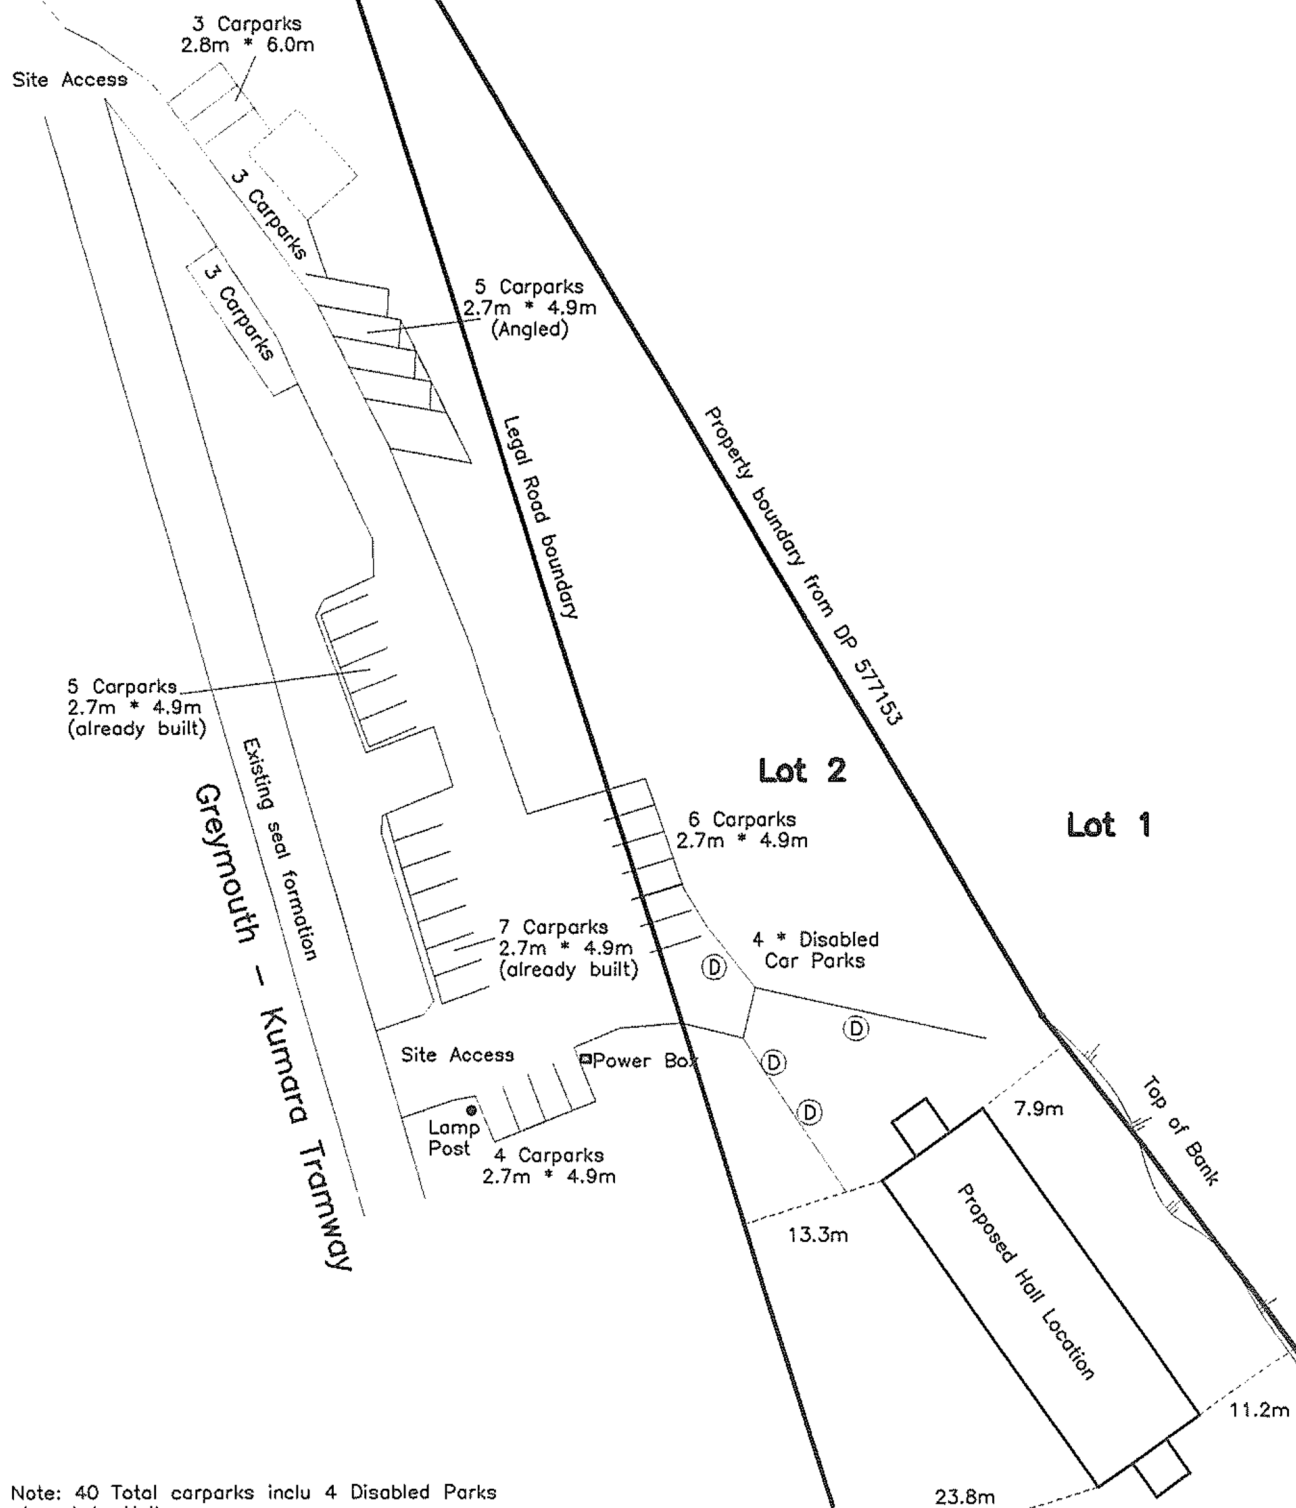 3 Carparks
2.8m * 6.0m
Site Access
3 Carparks
3 Carparks
5 Carparks
2.7m * 4.9m
(Angled)
Legal Road boundary
Property boundary from DP 577153
5 Carparks
2.7m * 4.9m
(already built)
Existing seal formation
Greymouth - Kumara Tramway
Lot 2
Lot 1
6 Carparks
2.7m * 4.9m
7 Carparks
2.7m * 4.9m
(already built)
4 * Disabled
Car Parks
D
D
D
D
Site Access
Power Box
Lamp
Post
4 Carparks
2.7m * 4.9m
7.9m
Top of Bank
13.3m
Proposed Hall Location
11.2m
23.8m
Note: 40 Total carparks inclu 4 Disabled Parks